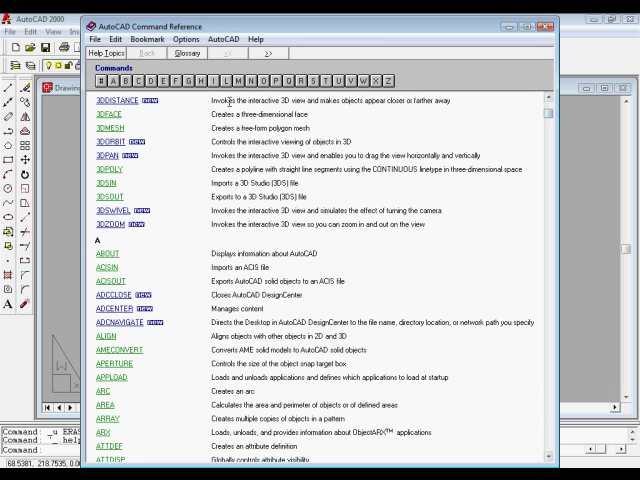 AutoCAD 2000
AutoCAD Command Reference
File Edit Bookmark Options AutoCAD Help
Help Topics Back Glossary << >>
Commands
# A B C D E F G H I L M N O P Q R S T U V W X Z
3DDISTANCE new Invokes the interactive 3D view and makes objects appear closer or farther away
3DFACE Creates a three-dimensional face
3DMESH Creates a free-form polygon mesh
3DORBIT new Controls the interactive viewing of objects in 3D
3DPAN new Invokes the interactive 3D view and enables you to drag the view horizontally and vertically
3DPOLY Creates a polyline with straight line segments using the CONTINUOUS linetype in three-dimensional space
3DSIN Imports a 3D Studio (3DS) file
3DSOUT Exports to a 3D Studio (3DS) file
3DSWIVEL new Invokes the interactive 3D view and simulates the effect of turning the camera
3DZOOM new Invokes the interactive 3D view so you can zoom in and out on the view
A
ABOUT Displays information about AutoCAD
ACISIN Imports an ACIS file
ACISOUT Exports AutoCAD solid objects to an ACIS file
ADCCLOSE new Closes AutoCAD DesignCenter
ADCENTER new Manages content
ADCNAVIGATE new Directs the Desktop in AutoCAD DesignCenter to the file name, directory location, or network path you specify
ALIGN Aligns objects with other objects in 2D and 3D
AMECONVERT Converts AME solid models to AutoCAD solid objects
APERTURE Controls the size of the object snap target box
APPLOAD Loads and unloads applications and defines which applications to load at startup
ARC Creates an arc
AREA Calculates the area and perimeter of objects or of defined areas
ARRAY Creates multiple copies of objects in a pattern
ARX Loads, unloads, and provides information about ObjectARX™ applications
ATTDEF Creates an attribute definition
ATTDISP Globally controls attribute visibility
File Edit
Drawin
W
A
Command: _u ERAS
Command: '_.help
Command:
68.5381, 218.7535, 0.00